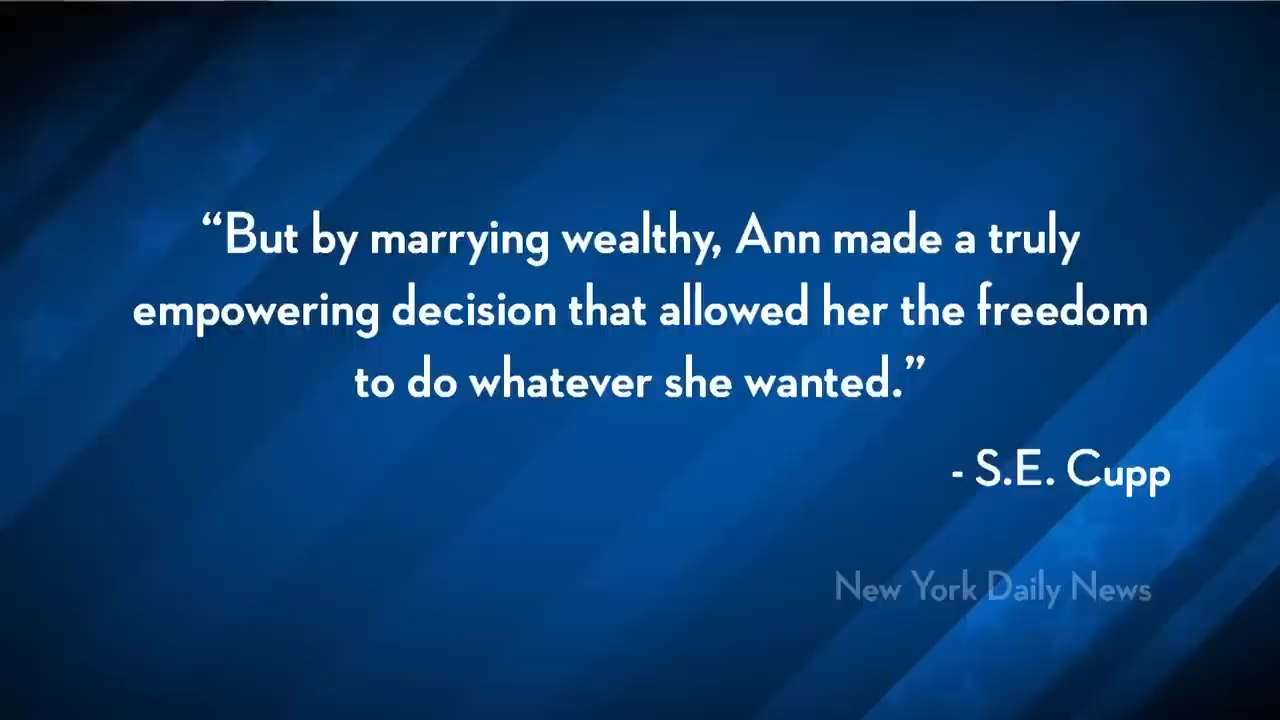 “But by marrying wealthy, Ann made a truly
empowering decision that allowed her the freedom
to do whatever she wanted.”
- S.E. Cupp
New York Daily News